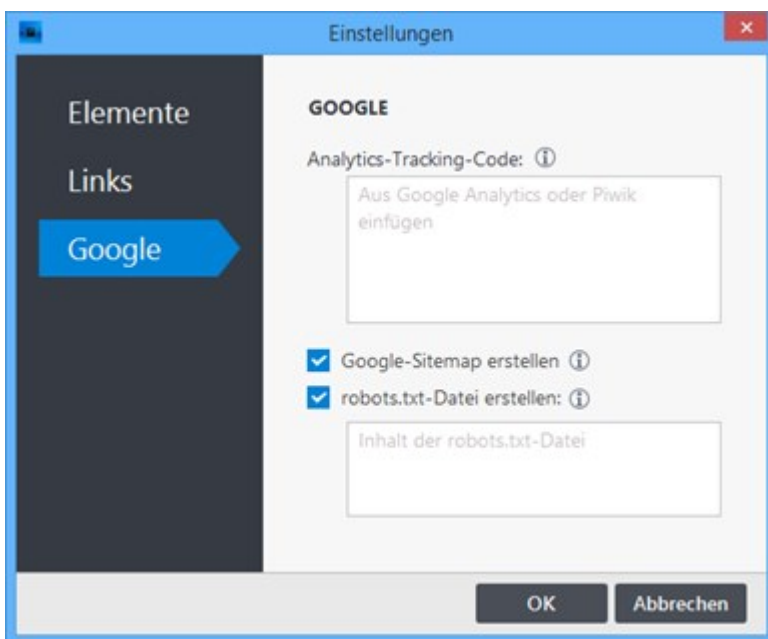 Einstellungen
Elemente
Links
Google
GOOGLE
Analytics-Tracking-Code:
Aus Google Analytics oder Piwik
einfügen
Google-Sitemap erstellen
robots.txt-Datei erstellen:
Inhalt der robots.txt-Datei
OK
Abbrechen